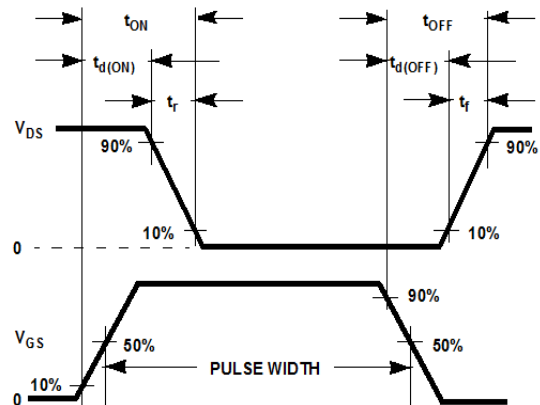 tON tOFF
td(ON) td(OFF)
tr tf
VDS
90% 90%
10% 10%
0
90%
VGS 50% 50%
PULSE WIDTH
10%
0